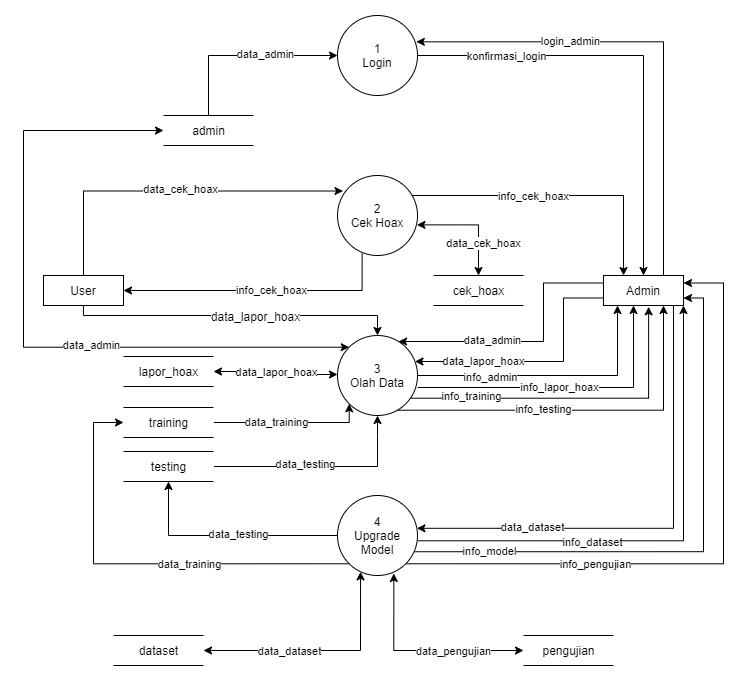 1
Login
login_admin
data_admin
konfirmasi_login
admin
data_cek_hoax
info_cek_hoax
2
Cek Hoax
data_cek_hoax
User
info_cek_hoax
cek_hoax
Admin
data_lapor_hoax
data_admin
data_admin
data_lapor_hoax
lapor_hoax
data_lapor_hoax
3
Olah Data
info_admin
info_lapor_hoax
info_training
info_testing
training
data_training
testing
data_testing
4
Upgrade
Model
data_dataset
data_testing
info_dataset
info_model
data_training
info_pengujian
dataset
data_dataset
data_pengujian
pengujian